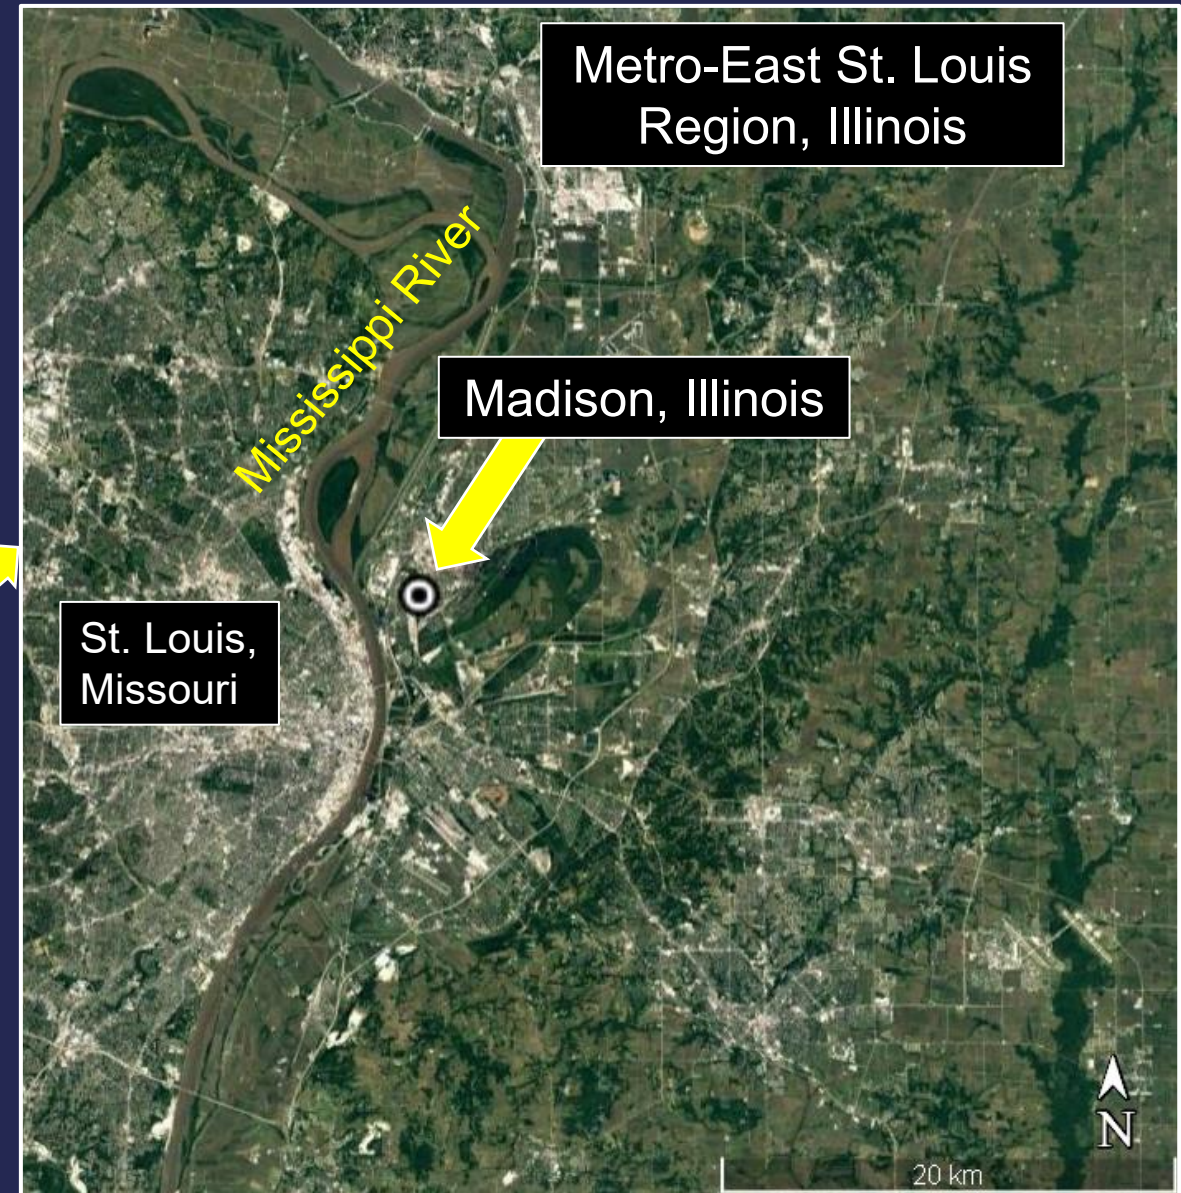 Metro-East St. Louis
Region, Illinois
Mississippi River
Madison, Illinois
St. Louis,
Missouri
N
20 km